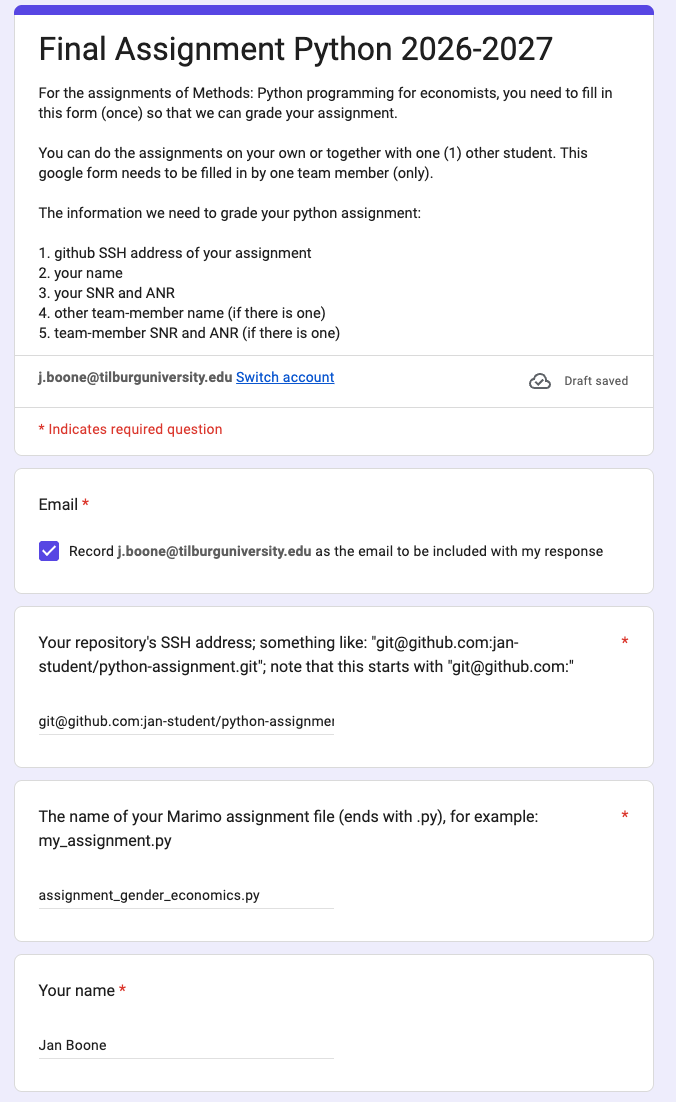 Final Assignment Python 2026-2027
For the assignments of Methods: Python programming for economists, you need to fill in
this form (once) so that we can grade your assignment.
You can do the assignments on your own or together with one (1) other student. This
google form needs to be filled in by one team member (only).
The information we need to grade your python assignment:
1. github SSH address of your assignment
2. your name
3. your SNR and ANR
4. other team-member name (if there is one)
5. team-member SNR and ANR (if there is one)
j.boone@tilburguniversity.edu Switch account
Draft saved
* Indicates required question
Email *
Record j.boone@tilburguniversity.edu as the email to be included with my response
Your repository's SSH address; something like: "git@github.com:jan-
student/python-assignment.git"; note that this starts with "git@github.com:" *
git@github.com:jan-student/python-assignmer
The name of your Marimo assignment file (ends with .py), for example: *
my_assignment.py
assignment_gender_economics.py
Your name *
Jan Boone